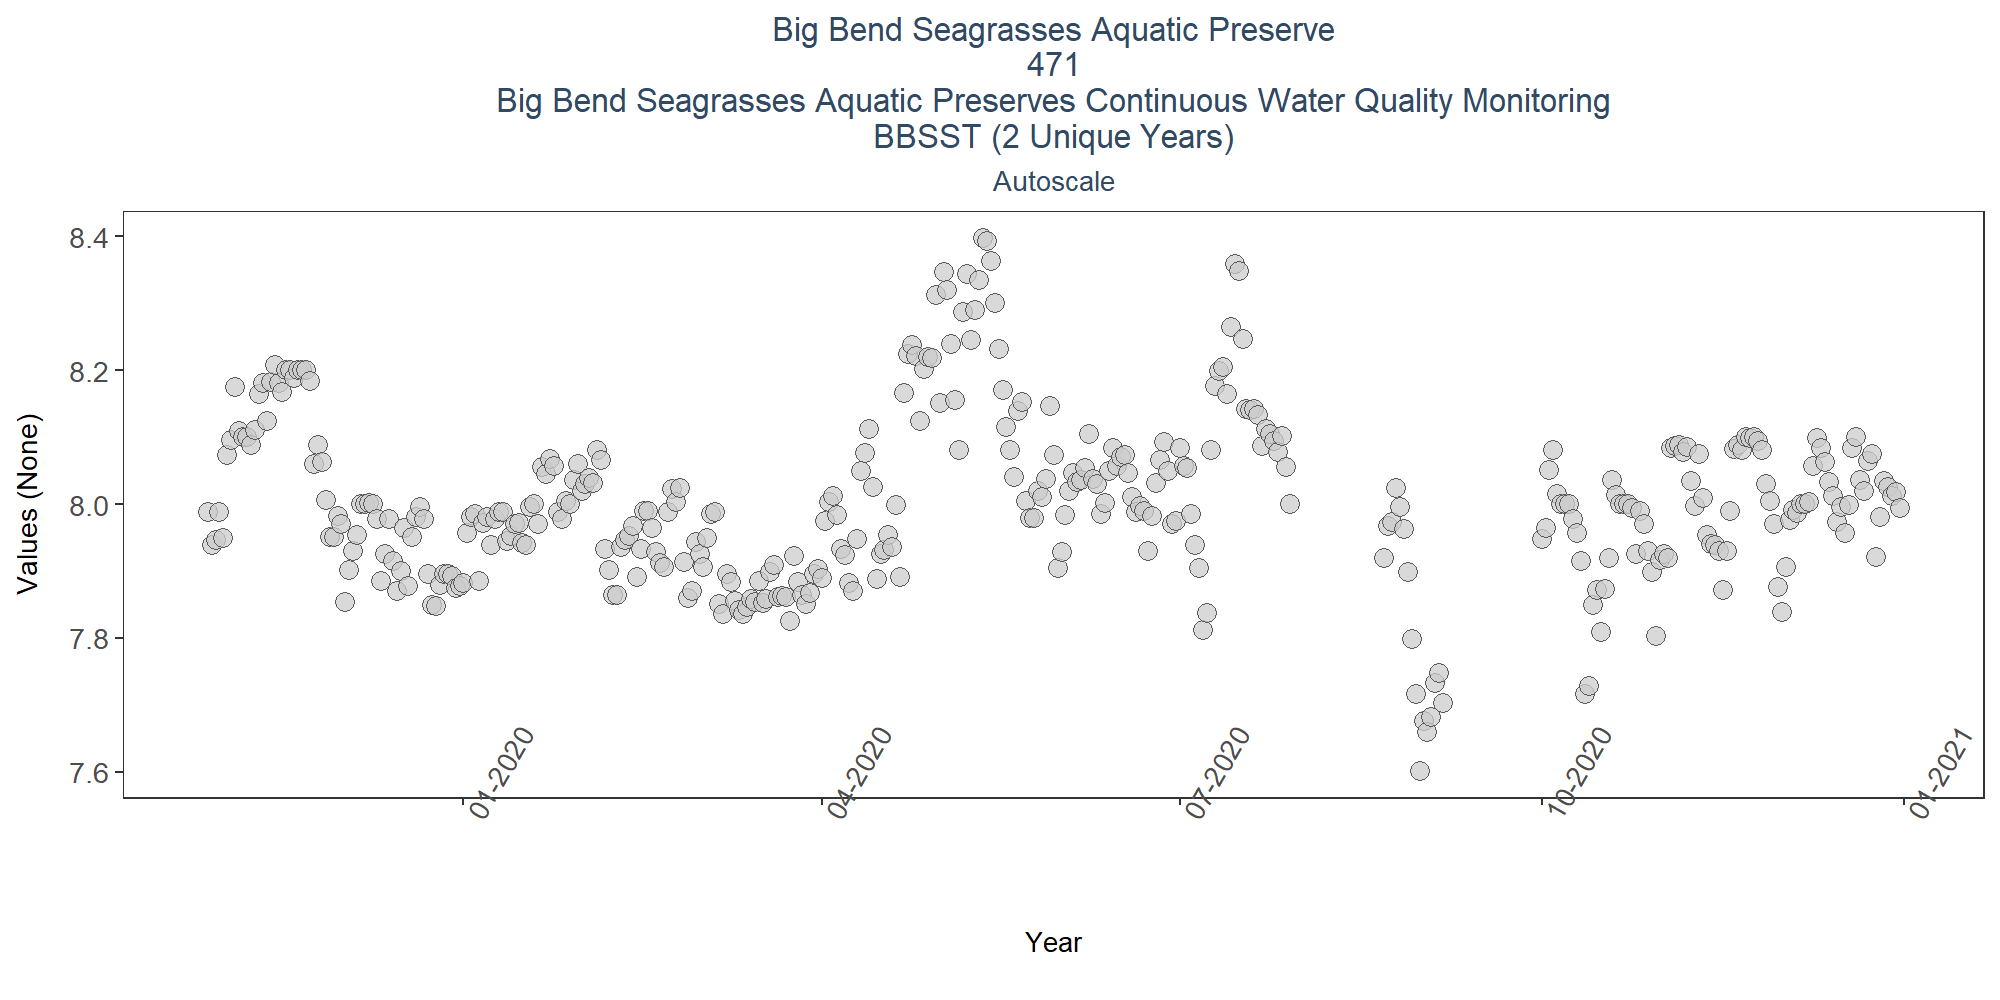 Big Bend Seagrasses Aquatic Preserve
471
Big Bend Seagrasses Aquatic Preserves Continuous Water Quality Monitoring
BBSST (2 Unique Years)
Autoscale
Values (None)
8.4
8.2
8.0
7.8
7.6
01-2020
04-2020
07-2020
10-2020
01-2021
Year